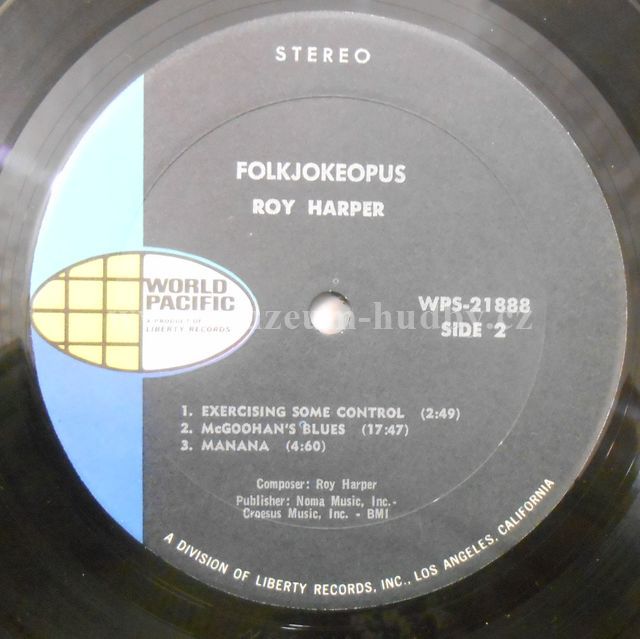 STEREO
FOLKJOKEOPUS
ROY HARPER
WORLD
PACIFIC
A PRODUCT OF
LIBERTY RECORDS
WPS-21888
SIDE 2
1. EXERCISING SOME CONTROL (2:49)
2. McGOOHAN'S BLUES (17:47)
3. MANANA (4:60)
Composer: Roy Harper
Publisher: Noma Music, Inc.-
Croesus Music, Inc. - BMI
A DIVISION OF LIBERTY RECORDS, INC., LOS ANGELES, CALIFORNIA